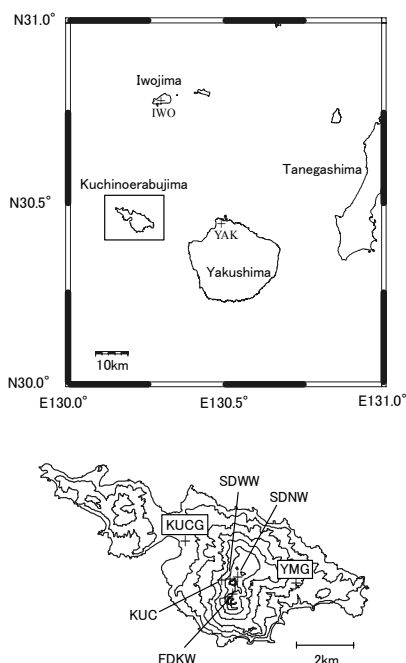 N31.0°
Iwojima
IWO
Tanegashima
Kuchinoerabujima
N30.5°
YAK
Yakushima
10km
N30.0°
E130.0° E130.5° E131.0°
SDWW
SDNW
KUCG
YMG
KUC
FDKW
2km